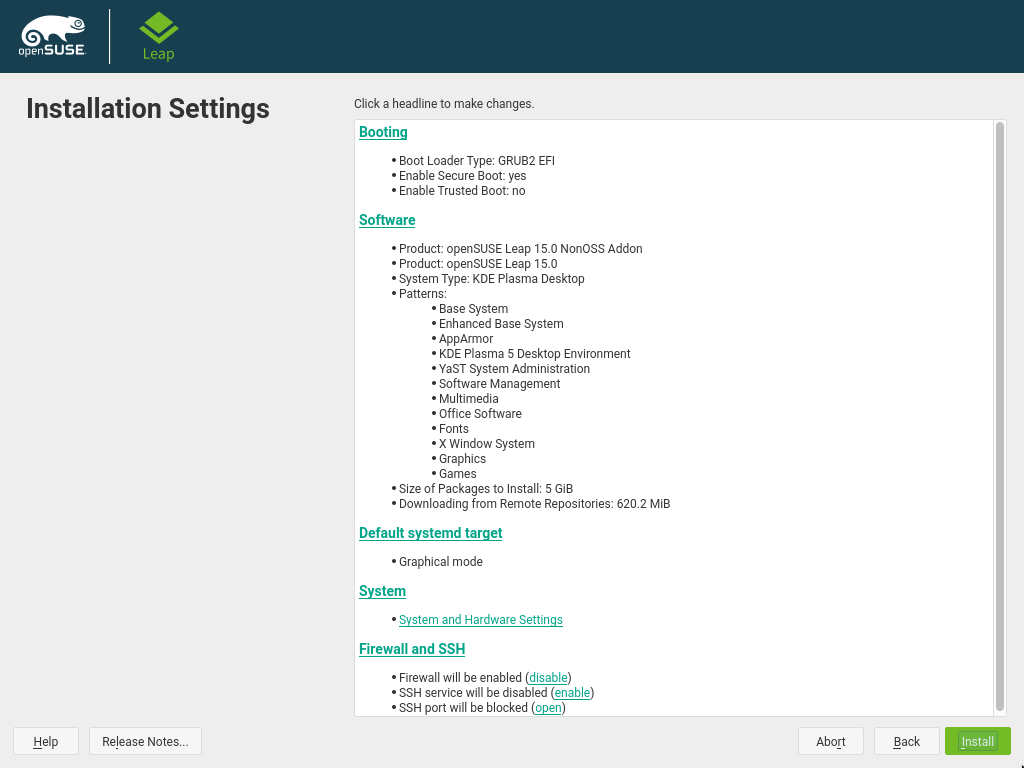 openSUSE.
Leap
Installation Settings
Click a headline to make changes.
Booting
• Boot Loader Type: GRUB2 EFI
• Enable Secure Boot: yes
• Enable Trusted Boot: no
Software
• Product: openSUSE Leap 15.0 NonOSS Addon
• Product: openSUSE Leap 15.0
• System Type: KDE Plasma Desktop
• Patterns:
• Base System
• Enhanced Base System
• AppArmor
• KDE Plasma 5 Desktop Environment
• YaST System Administration
• Software Management
• Multimedia
• Office Software
• Fonts
• X Window System
• Graphics
• Games
• Size of Packages to Install: 5 GiB
• Downloading from Remote Repositories: 620.2 MiB
Default systemd target
• Graphical mode
System
• System and Hardware Settings
Firewall and SSH
• Firewall will be enabled (disable)
• SSH service will be disabled (enable)
• SSH port will be blocked (open)
Help Release Notes... Abort Back Install